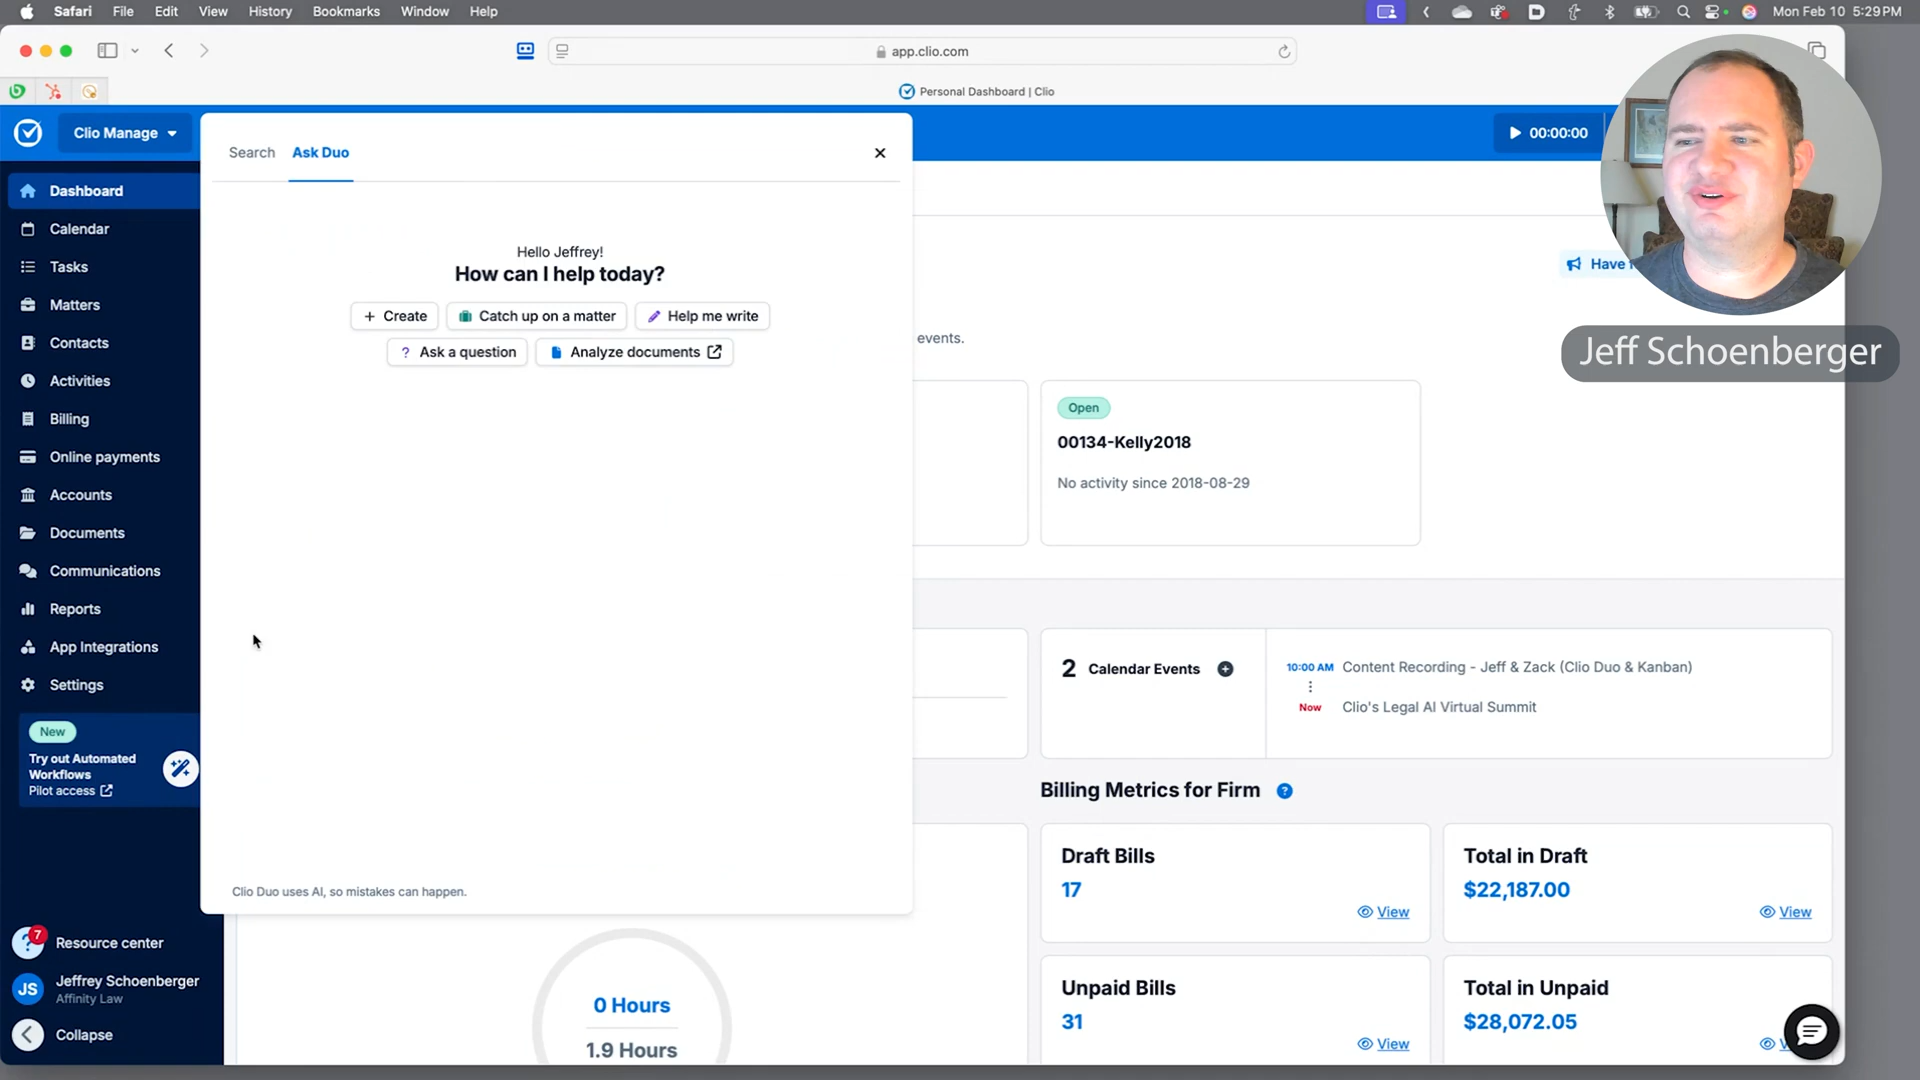 Safari File Edit View History Bookmarks Window Help
Mon Feb 10 5:29 PM
app.clio.com
Personal Dashboard | Clio
Clio Manage
Search Ask Duo
00:00:00
Dashboard
Calendar
Tasks
Matters
Contacts
Activities
Billing
Online payments
Accounts
Documents
Communications
Reports
App Integrations
Settings
New
Try out Automated
Workflows
Pilot access
7
Resource center
JS
Jeffrey Schoenberger
Affinity Law
Collapse
Hello Jeffrey!
How can I help today?
+ Create
Catch up on a matter
Help me write
? Ask a question
Analyze documents
Clio Duo uses AI, so mistakes can happen.
Have
events.
Jeff Schoenberger
Open
00134-Kelly2018
No activity since 2018-08-29
2 Calendar Events
10:00 AM Content Recording - Jeff & Zack (Clio Duo & Kanban)
Now Clio's Legal AI Virtual Summit
Billing Metrics for Firm ?
Draft Bills
17
View
Total in Draft
$22,187.00
View
Unpaid Bills
31
View
Total in Unpaid
$28,072.05
0 Hours
1.9 Hours